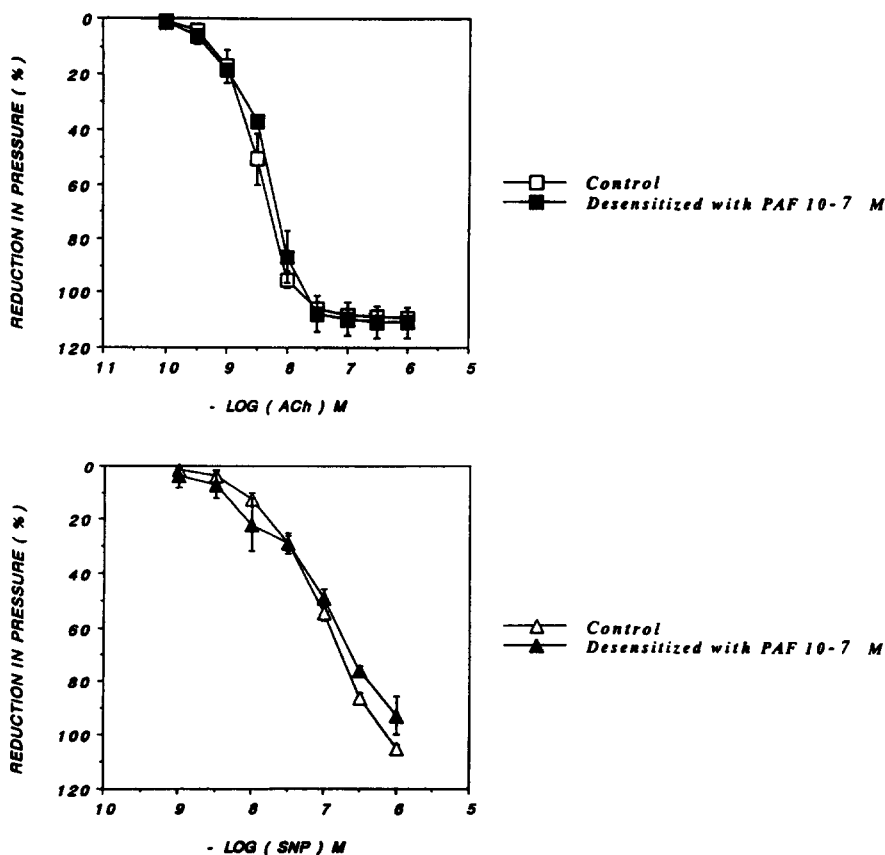 REDUCTION IN PRESSURE ( % )
0
20
40
60
80
100
120
11 10 9 8 7 6 5
- LOG ( ACh ) M
Control
Desensitized with PAF 10-7 M
REDUCTION IN PRESSURE ( % )
0
20
40
60
80
100
120
10 9 8 7 6 5
- LOG ( SNP ) M
Control
Desensitized with PAF 10-7 M